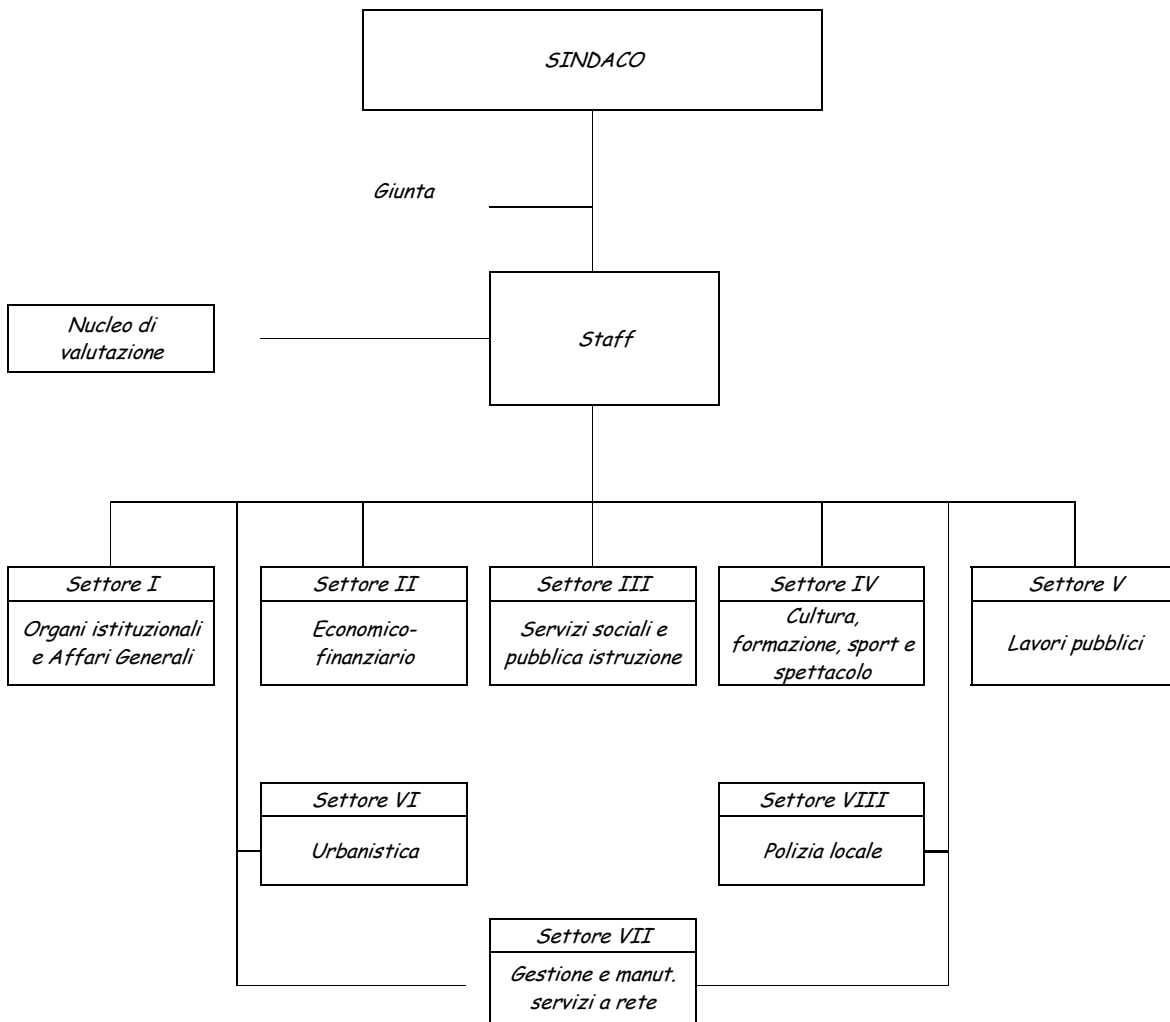 SINDACO
Giunta
Nucleo di
valutazione
Staff
Settore I
Organi istituzionali
e Affari Generali
Settore II
Economico-
finanziario
Settore III
Servizi sociali e
pubblica istruzione
Settore IV
Cultura,
formazione, sport e
spettacolo
Settore V
Lavori pubblici
Settore VI
Urbanistica
Settore VIII
Polizia locale
Settore VII
Gestione e manut.
servizi a rete